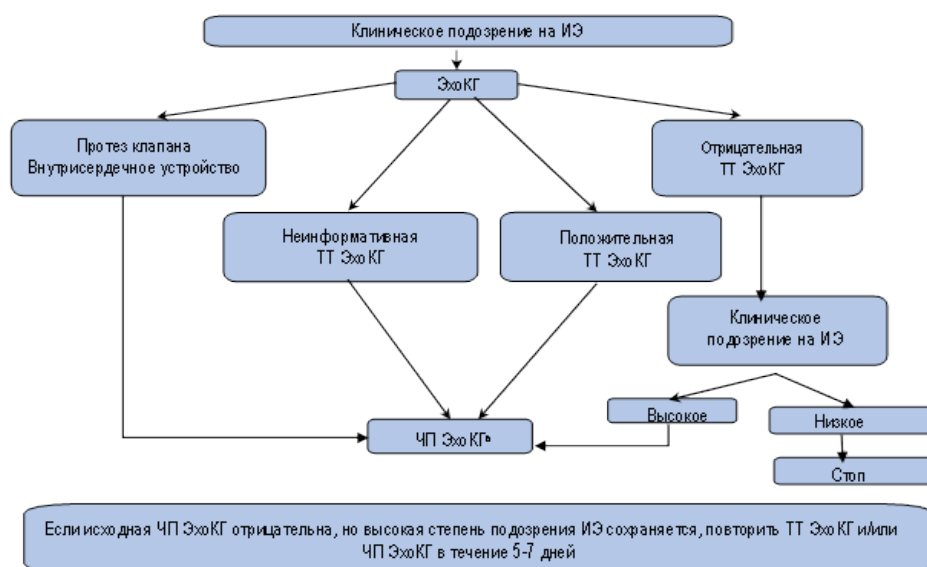 Клиническое подозрение на ИЭ
ЭхоКГ
Протез клапана
Внутрисердечное устройство
Отрицательная
ТТ ЭхоКГ
Неинформативная
ТТ ЭхоКГ
Положительная
ТТ ЭхоКГ
Клиническое
подозрение на ИЭ
Высокое
Низкое
ЧП ЭхоКГª
Стоп
Если исходная ЧП ЭхоКГ отрицательна, но высокая степень подозрения ИЭ сохраняется, повторить ТТ ЭхоКГ и/или
ЧП ЭхоКГ в течение 5-7 дней